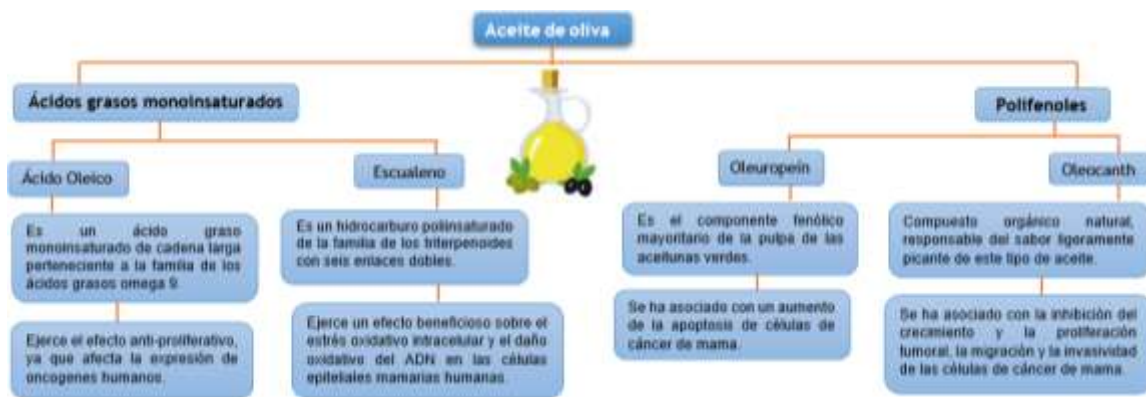 Aceite de oliva
Ácidos grasos monoinsaturados
Polifenoles
Ácido Oleico
Escualeno
Oleuropein
Oleocanth
Es un ácido graso
monoinsaturado de cadena larga
perteneciente a la familia de los
ácidos grasos omega 9.
Es un hidrocarburo poliinsaturado
de la familia de los triterpenoides
con seis enlaces dobles.
Es el componente fenólico
mayoritario de la pulpa de las
aceitunas verdes.
Compuesto orgánico natural,
responsable del sabor ligeramente
picante de este tipo de aceite.
Ejerce el efecto anti-proliferativo,
ya que afecta la expresión de
oncogenes humanos.
Ejerce un efecto beneficioso sobre el
estrés oxidativo intracelular y el daño
oxidativo del ADN en las células
epiteliales mamarias humanas.
Se ha asociado con un aumento
de la apoptosis de células de
cáncer de mama.
Se ha asociado con la inhibición del
crecimiento y la proliferación
tumoral, la migración y la invasividad
de las células de cáncer de mama.